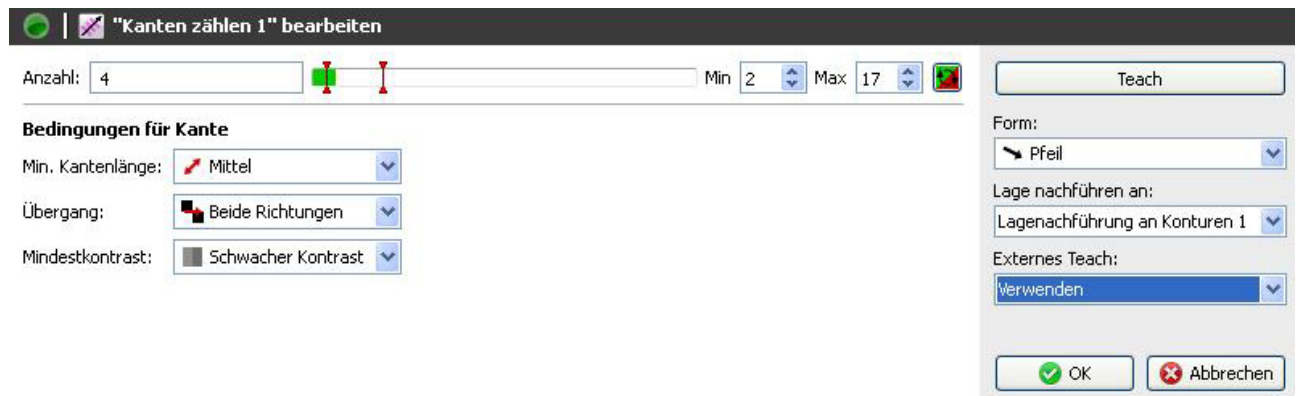 "Kanten zählen 1" bearbeiten
Anzahl: 4 Min 2 Max 17
Teach
Bedingungen für Kante
Form:
Pfeil
Min. Kantenlänge: Mittel
Lage nachführen an:
Übergang: Beide Richtungen
Lagenachführung an Konturen 1
Mindestkontrast: Schwacher Kontrast
Externes Teach:
Verwenden
OK Abbrechen